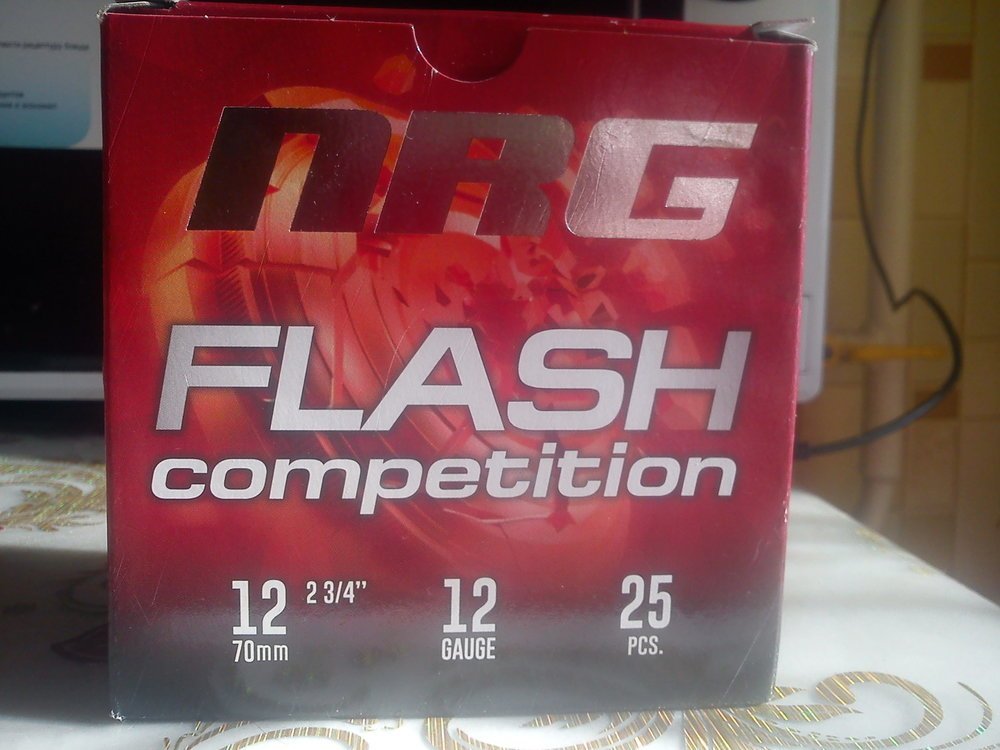 NRG
FLASH
competition
12 2 3/4”
70mm
12
GAUGE
25
PCS.